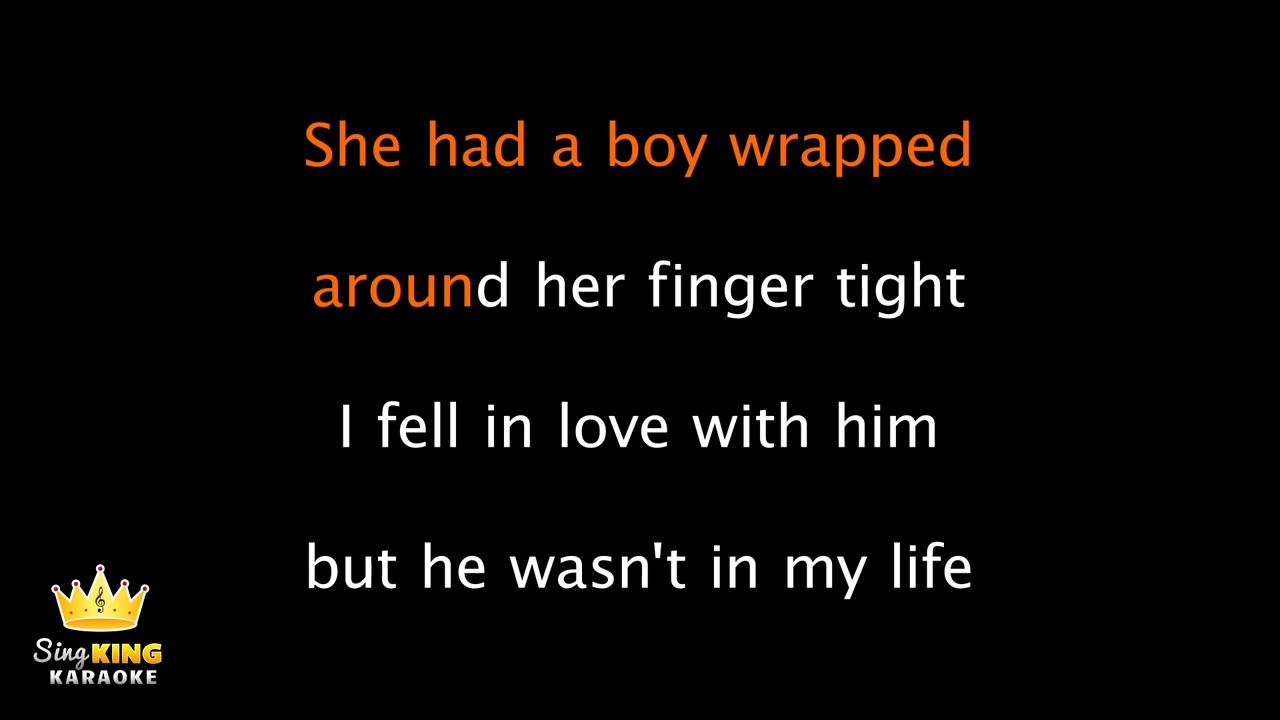 She had a boy wrapped
around her finger tight
I fell in love with him
but he wasn't in my life
Sing KING
KARAOKE